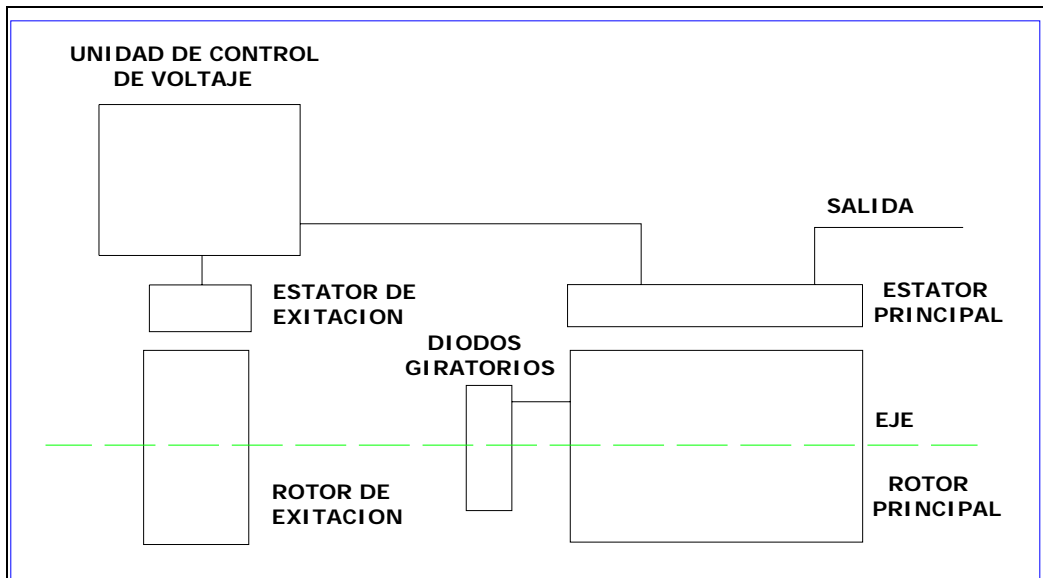 UNIDAD DE CONTROL
DE VOLTAJE
SALIDA
ESTATOR DE
EXITACION
ESTATOR
PRINCIPAL
DIODOS
GIRATORIOS
EJE
ROTOR DE
EXITACION
ROTOR
PRINCIPAL